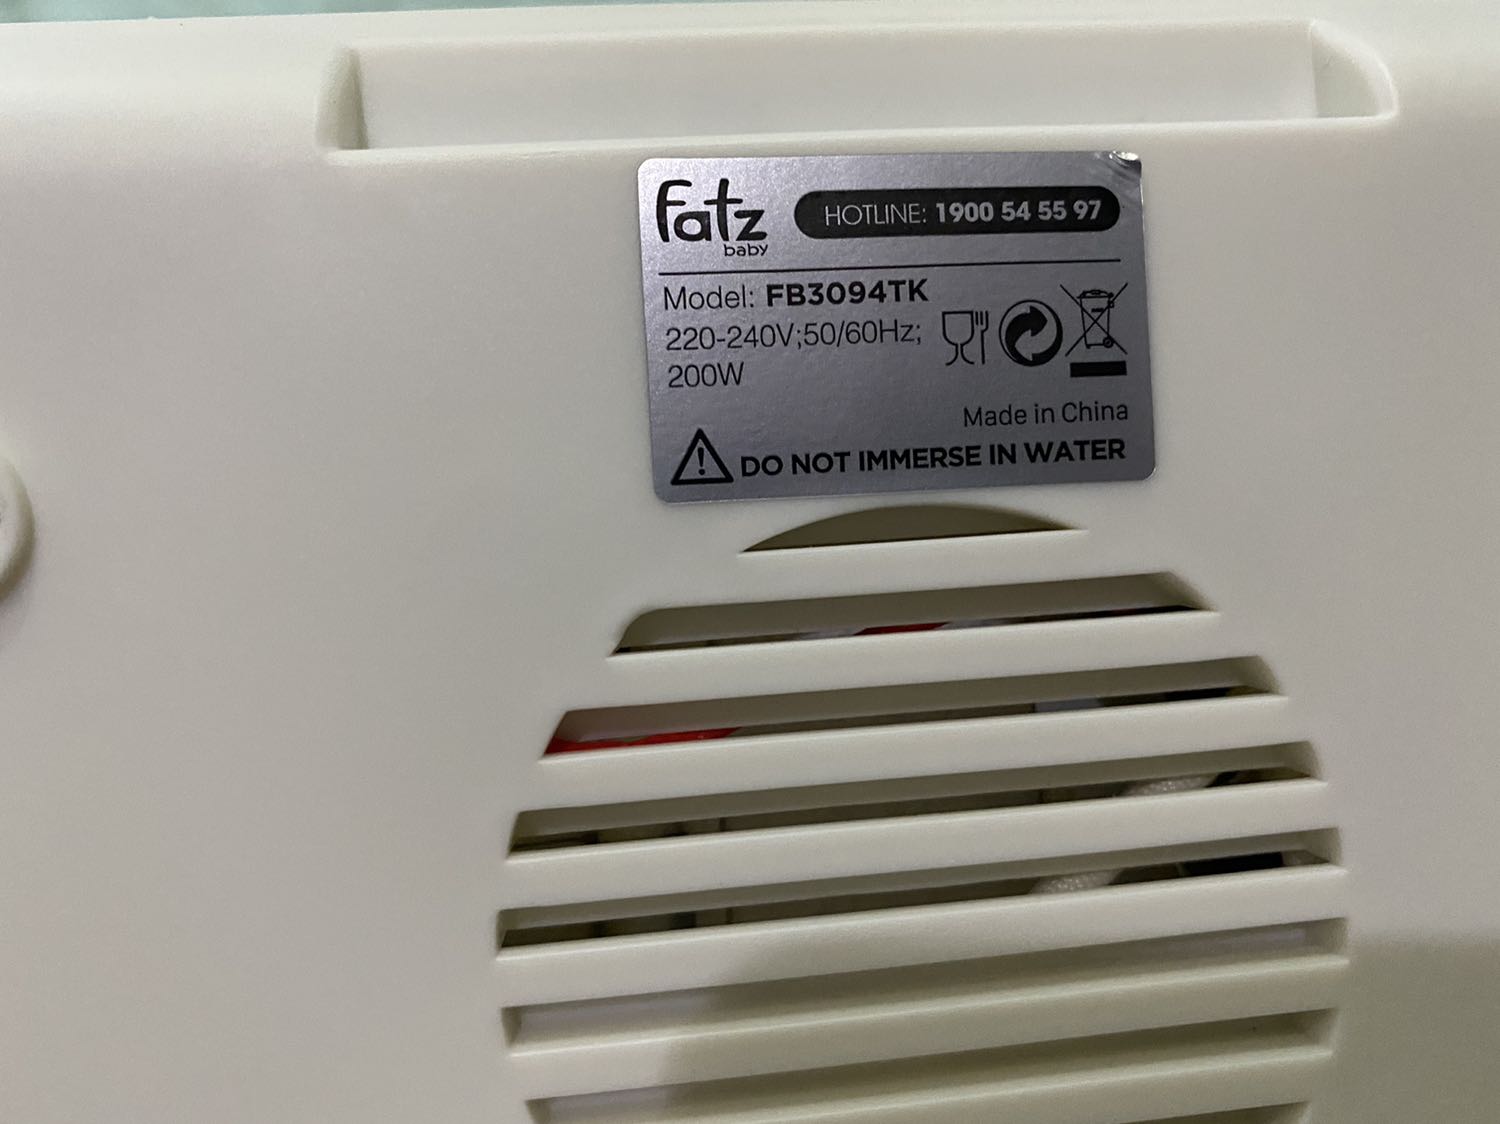 Fatz
baby
HOTLINE: 1900 54 55 97
Model: FB3094TK
220-240V;50/60Hz;
200W
Made in China
DO NOT IMMERSE IN WATER